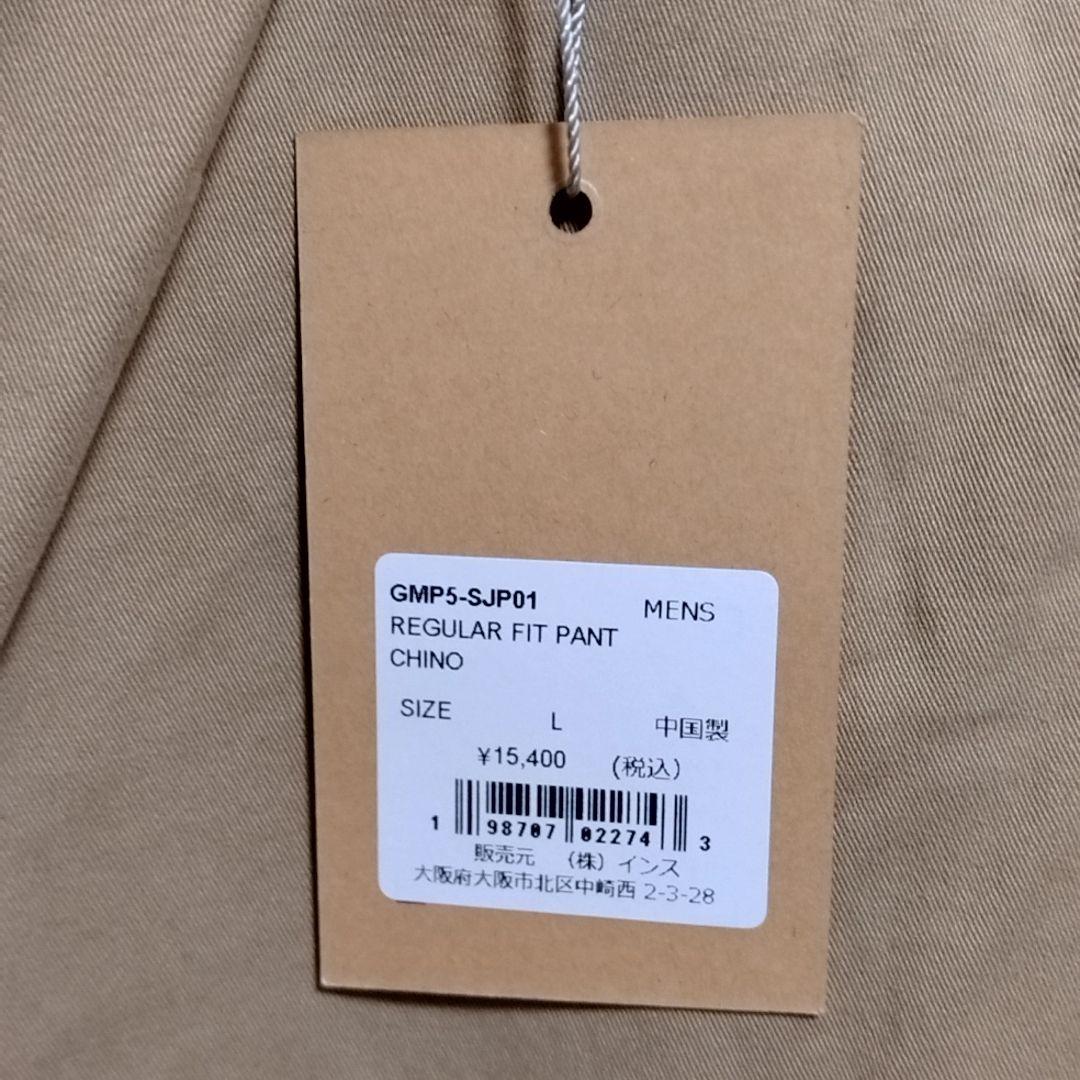 GMP5-SJP01 MENS
REGULAR FIT PANT
CHINO
SIZE L 中国製
¥15,400 (税込)
1 98707 02274 3
販売元 (株)インス
大阪府大阪市北区中崎西 2-3-28